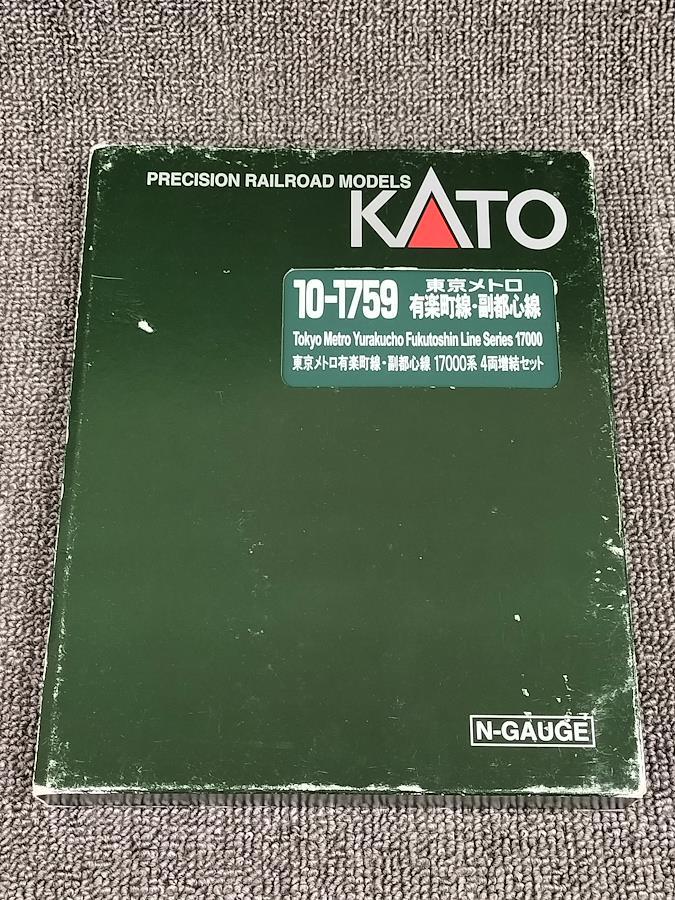 PRECISION RAILROAD MODELS
KATO
10-1759
東京メトロ
有楽町線・副都心線
Tokyo Metro Yurakucho Fukutoshin Line Series 17000
東京メトロ有楽町線・副都心線 17000系 4両増結セット
N-GAUGE